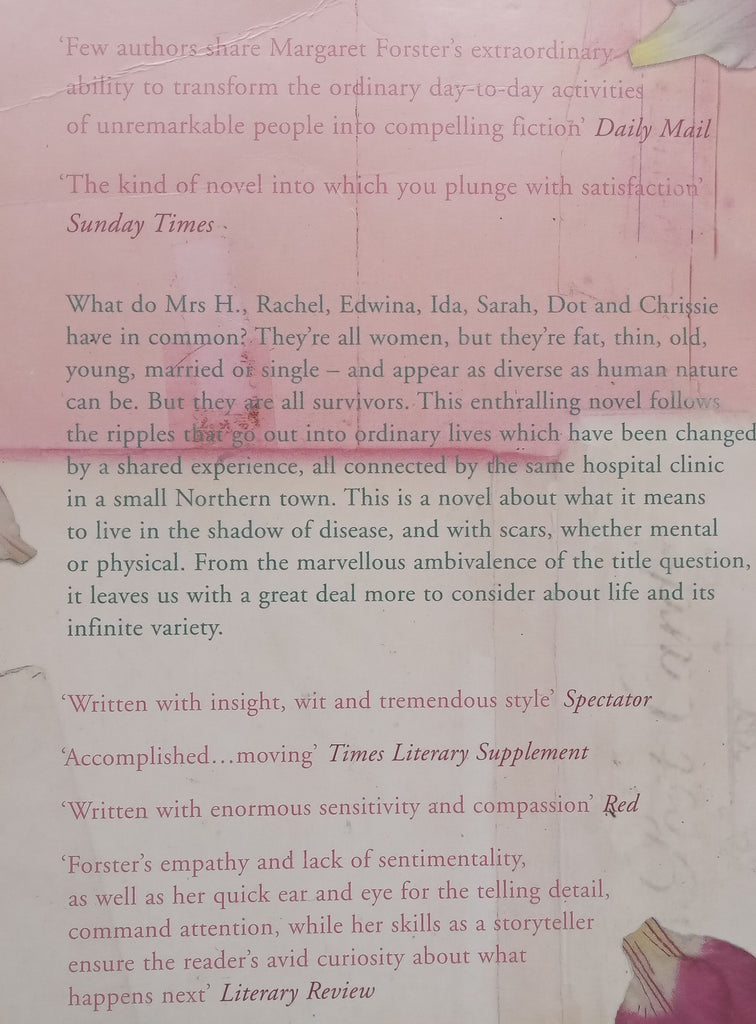 ‘Few authors share Margaret Forster’s extraordinary
ability to transform the ordinary day-to-day activities
of unremarkable people into compelling fiction’ Daily Mail
‘The kind of novel into which you plunge with satisfaction’
Sunday Times
What do Mrs H., Rachel, Edwina, Ida, Sarah, Dot and Chrissie
have in common? They’re all women, but they’re fat, thin, old,
young, married or single – and appear as diverse as human nature
can be. But they are all survivors. This enthralling novel follows
the ripples that go out into ordinary lives which have been changed
by a shared experience, all connected by the same hospital clinic
in a small Northern town. This is a novel about what it means
to live in the shadow of disease, and with scars, whether mental
or physical. From the marvellous ambivalence of the title question,
it leaves us with a great deal more to consider about life and its
infinite variety.
‘Written with insight, wit and tremendous style’ Spectator
‘Accomplished…moving’ Times Literary Supplement
‘Written with enormous sensitivity and compassion’ Red
‘Forster’s empathy and lack of sentimentality,
as well as her quick ear and eye for the telling detail,
command attention, while her skills as a storyteller
ensure the reader’s avid curiosity about what
happens next’ Literary Review